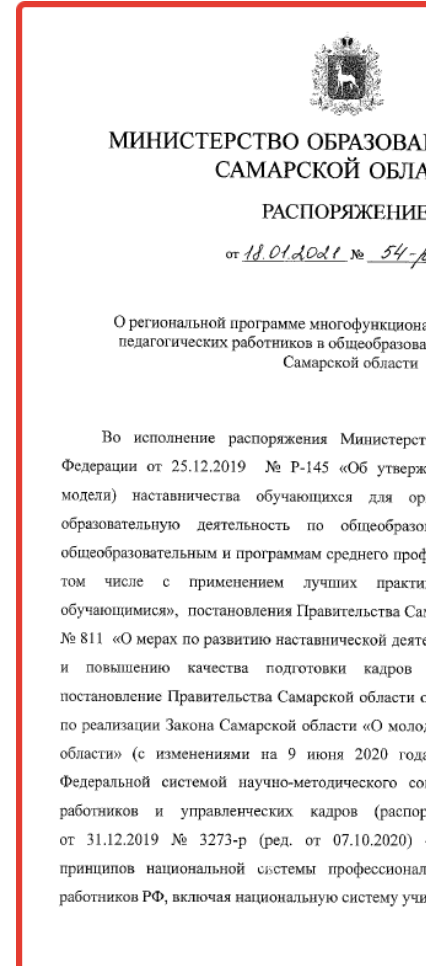 МИНИСТЕРСТВО ОБРАЗОВА
САМАРСКОЙ ОБЛА
РАСПОРЯЖЕНИЕ
от 18.01.2021 № 54-р
О региональной программе многофункциона
педагогических работников в общеобразова
Самарской области
Во исполнение распоряжения Министерст
Федерации от 25.12.2019 № Р-145 «Об утверж
модели) наставничества обучающихся для ор
образовательную деятельность по общеобразо
общеобразовательным и программам среднего проф
том числе с применением лучших практи
обучающимися», постановления Правительства Са
№ 811 «О мерах по развитию наставнической деяте
и повышению качества подготовки кадров
постановление Правительства Самарской области о
по реализации Закона Самарской области «О моло
области» (с изменениями на 9 июня 2020 года
Федеральной системой научно-методического со
работников и управленческих кадров (распор
от 31.12.2019 № 3273-р (ред. от 07.10.2020)
принципов национальной системы профессионал
работников РФ, включая национальную систему учи